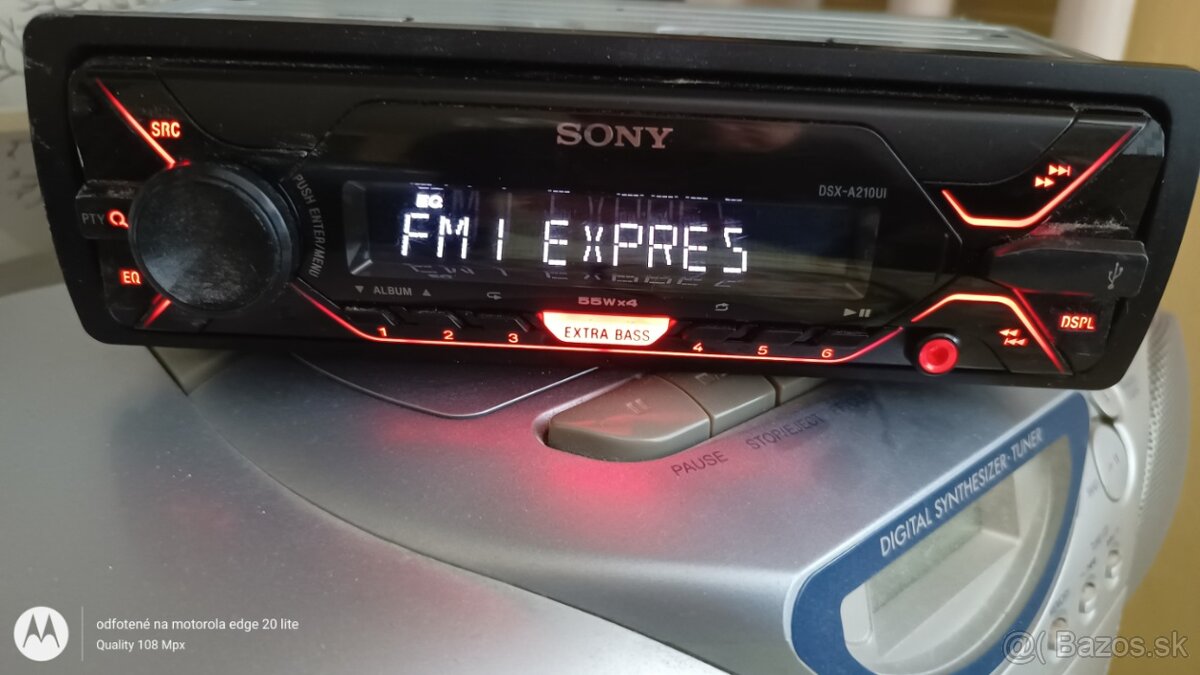 SONY
DSX-A210UI
SRC
PUSH ENTER/MENU
PTY
EQ
EQ
FM1 EXPRES
▼ ALBUM ▲
55W x 4
EXTRA BASS
1 2 3 4 5 6
DSPL
PAUSE
STOP/EJECT
DIGITAL SYNTHESIZER-TUNER
odfotené na motorola edge 20 lite
Quality 108 Mpx
@( Bazos.sk